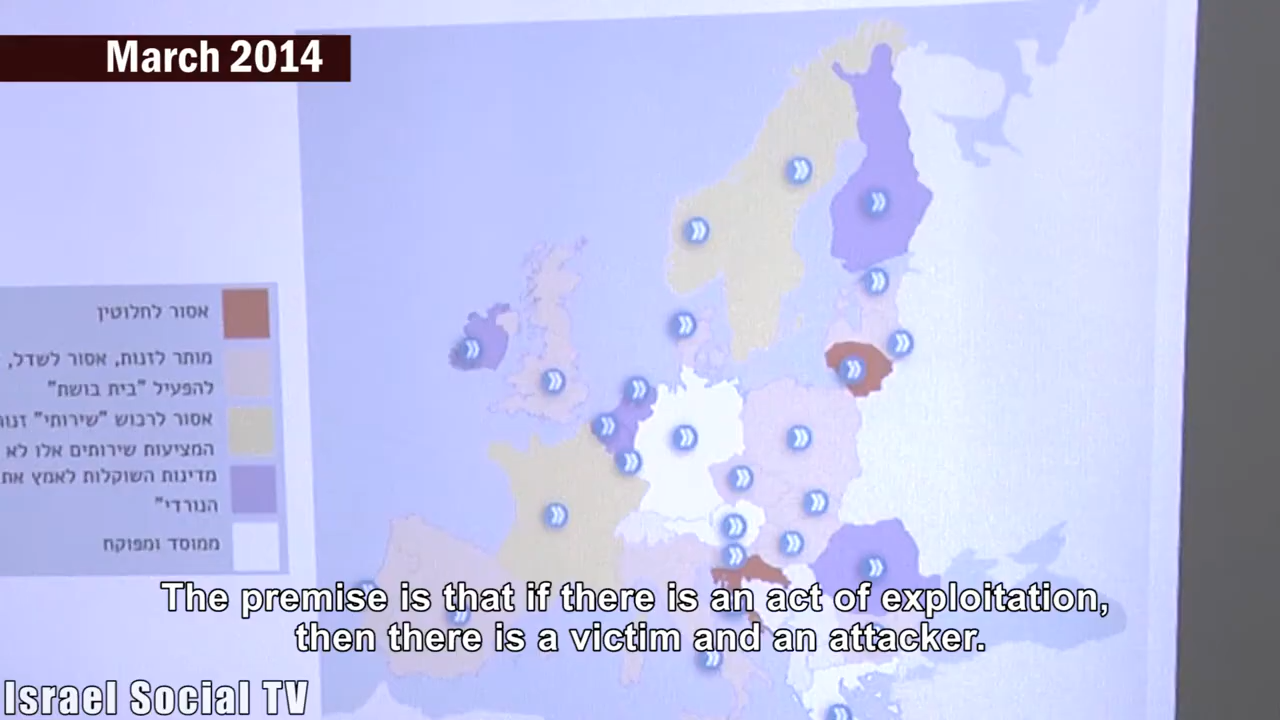 March 2014
אסור לחלוטין
מותר לזנות, אסור לשדל,
להפעיל "בית בושת"
אסור לרכוש "שירותי"
המציעות שירותים אלו לא
מדינות השוקלות לאמץ את
הנורדי"
ממוסד ומפוקח
The premise is that if there is an act of exploitation,
then there is a victim and an attacker.
Israel Social TV